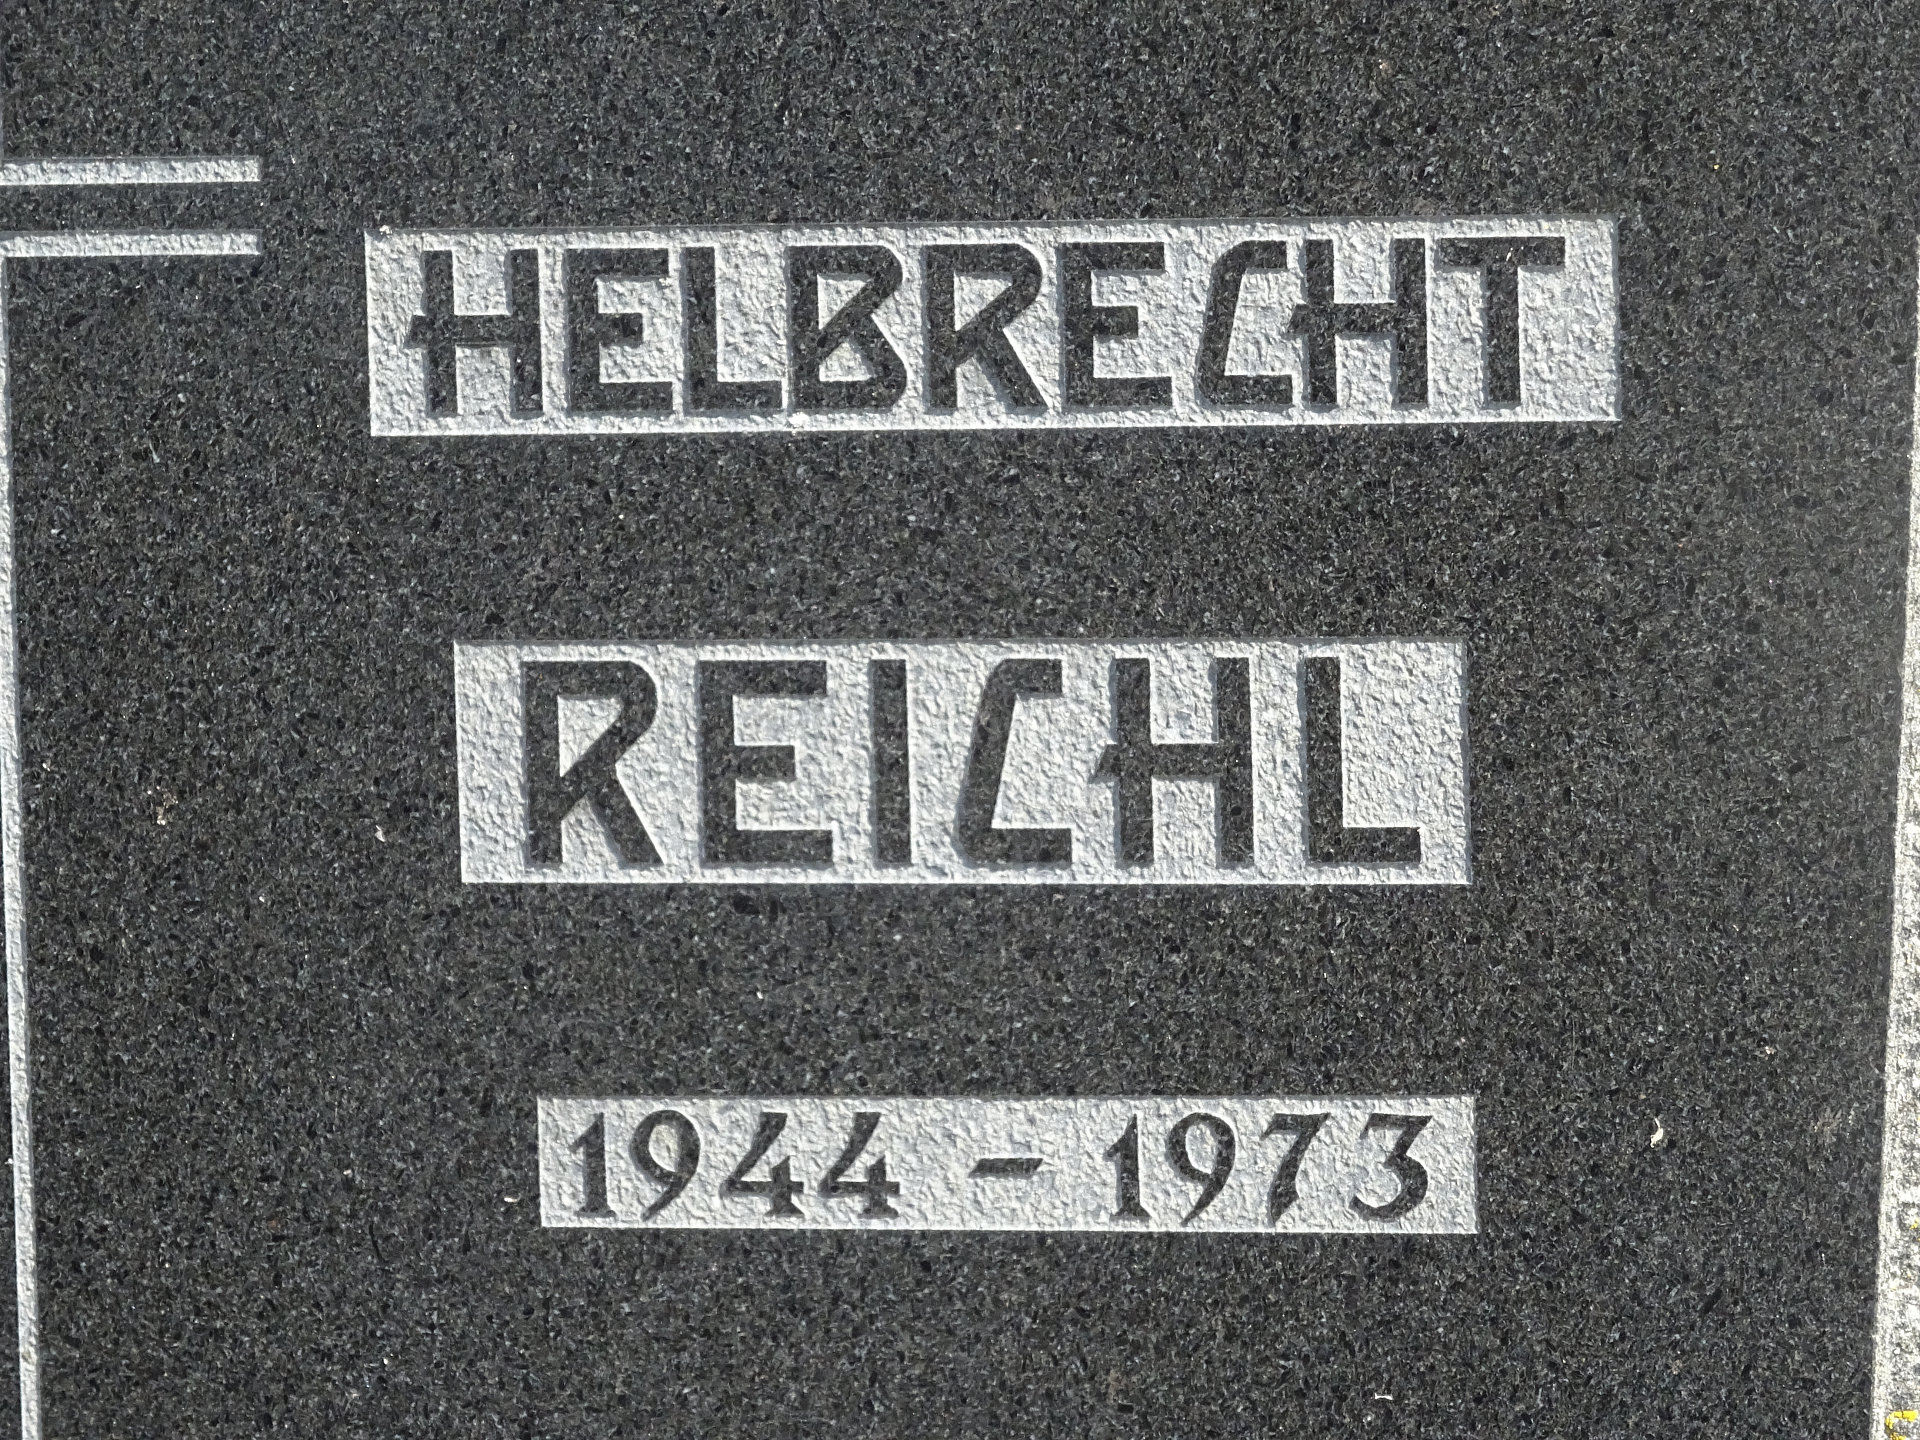 HELBRECHT
REICHL
1944 – 1973